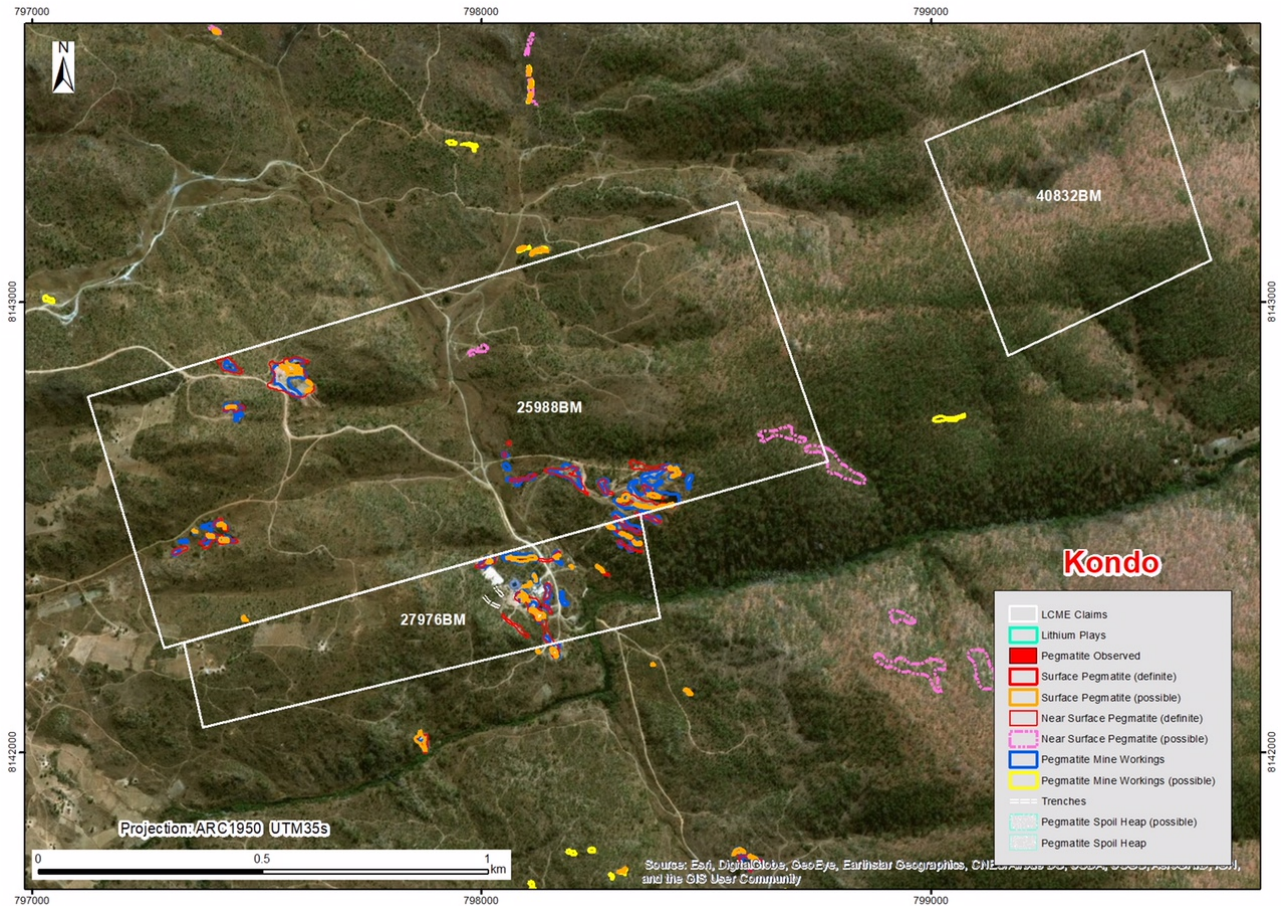 797000
798000
799000
N
40832BM
8143000
8143000
25988BM
Kondo
27976BM
LCME Claims
Lithium Plays
Pegmatite Observed
Surface Pegmatite (definite)
Surface Pegmatite (possible)
Near Surface Pegmatite (definite)
Near Surface Pegmatite (possible)
Pegmatite Mine Workings
Pegmatite Mine Workings (possible)
Trenches
Pegmatite Spoil Heap (possible)
Pegmatite Spoil Heap
8142000
8142000
Projection: ARC1950 UTM35s
0
0.5
1
km
Source: Esri, DigitalGlobe, GeoEye, Earthstar Geographics,
and the GIS User Community
797000
798000
799000